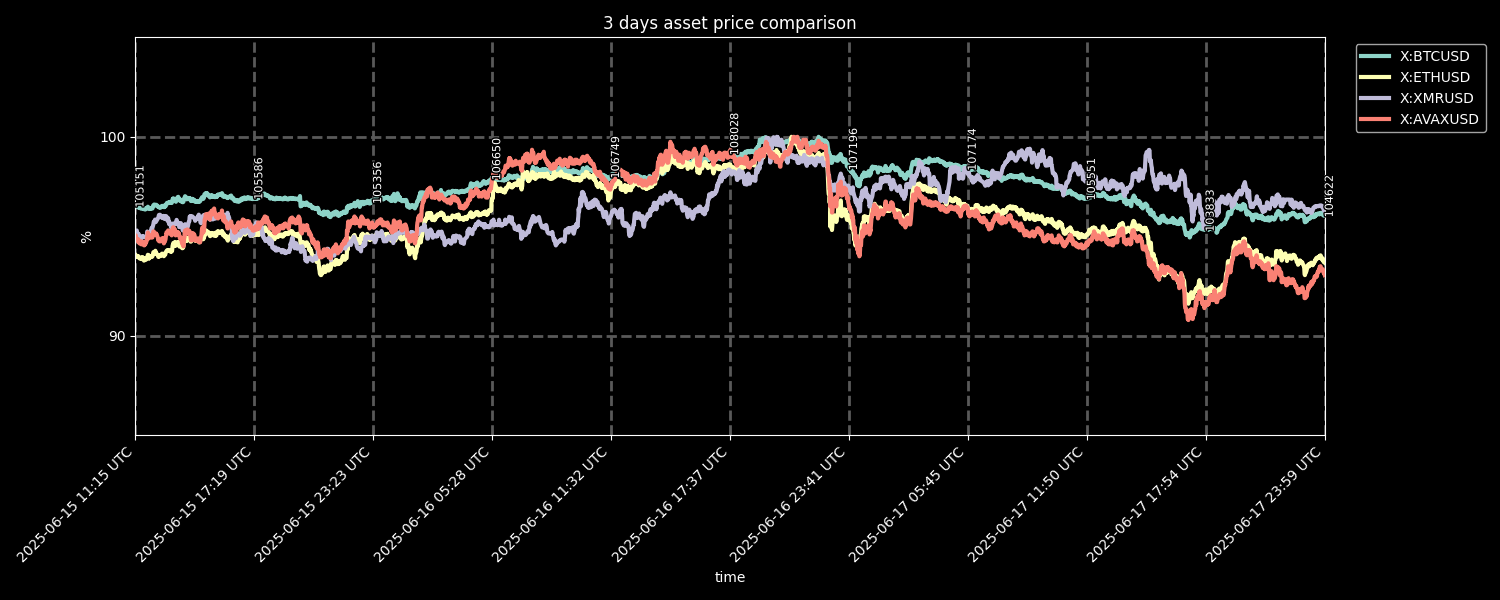 3 days asset price comparison
X:BTCUSD
X:ETHUSD
X:XMRUSD
X:AVAXUSD
100
90
%
105151
105586
105356
106650
106749
108028
107196
107174
105551
103833
104622
2025-06-15 11:15 UTC
2025-06-15 17:19 UTC
2025-06-15 23:23 UTC
2025-06-16 05:28 UTC
2025-06-16 11:32 UTC
2025-06-16 17:37 UTC
2025-06-16 23:41 UTC
2025-06-17 05:45 UTC
2025-06-17 11:50 UTC
2025-06-17 17:54 UTC
2025-06-17 23:59 UTC
time